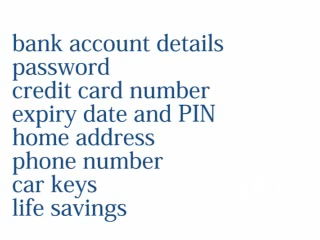 bank account details
password
credit card number
expiry date and PIN
home address
phone number
car keys
life savings